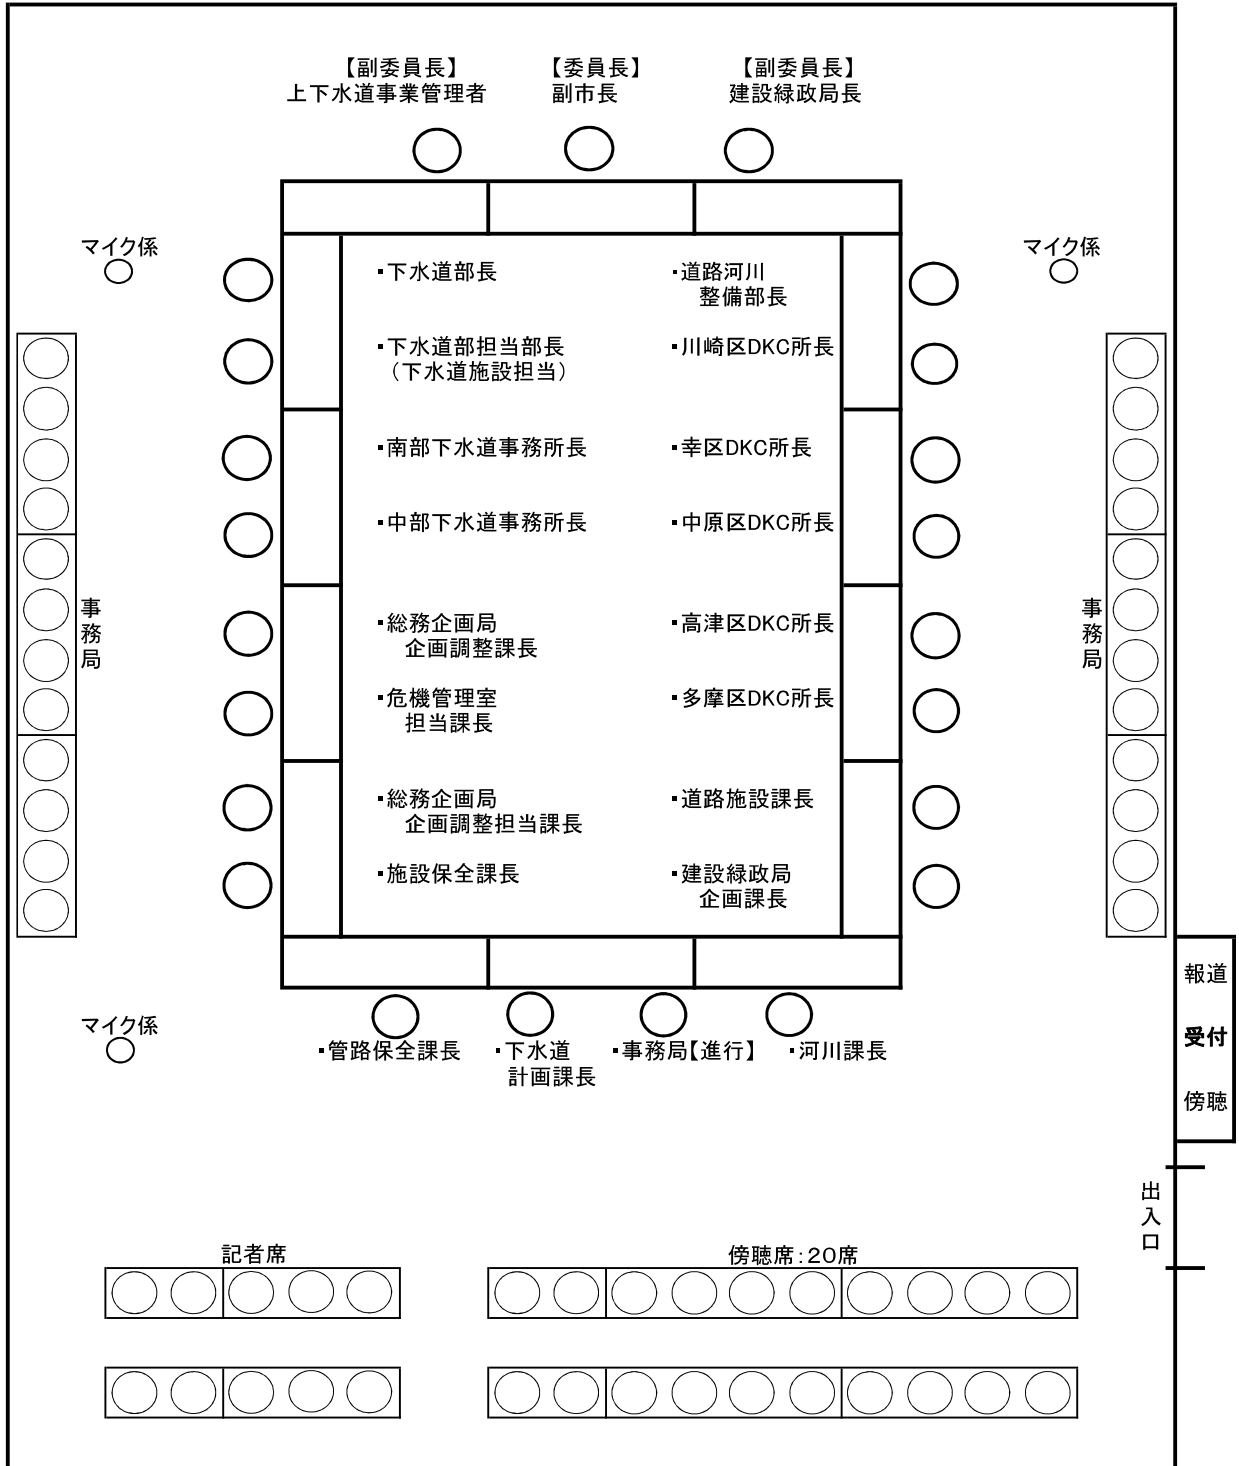 【副委員長】
上下水道事業管理者
【委員長】
副市長
【副委員長】
建設緑政局長
マイク係
マイク係
・下水道部長
・道路河川
整備部長
・下水道部担当部長
（下水道施設担当）
・川崎区DKC所長
・南部下水道事務所長
・幸区DKC所長
・中部下水道事務所長
・中原区DKC所長
・総務企画局
企画調整課長
・高津区DKC所長
・危機管理室
担当課長
・多摩区DKC所長
・総務企画局
企画調整担当課長
・道路施設課長
・施設保全課長
・建設緑政局
企画課長
事務局
事務局
報道
受付
傍聴
マイク係
・管路保全課長
・下水道
計画課長
・事務局【進行】
・河川課長
出入口
記者席
傍聴席：20席